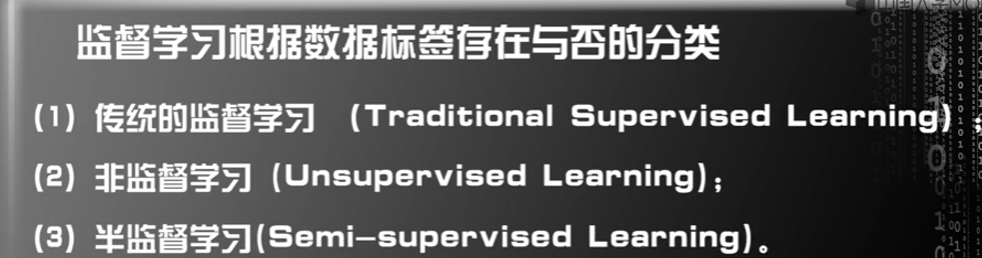 监督学习根据数据标签存在与否的分类
(1) 传统的监督学习 (Traditional Supervised Learning);
(2) 非监督学习 (Unsupervised Learning);
(3) 半监督学习(Semi-supervised Learning)。